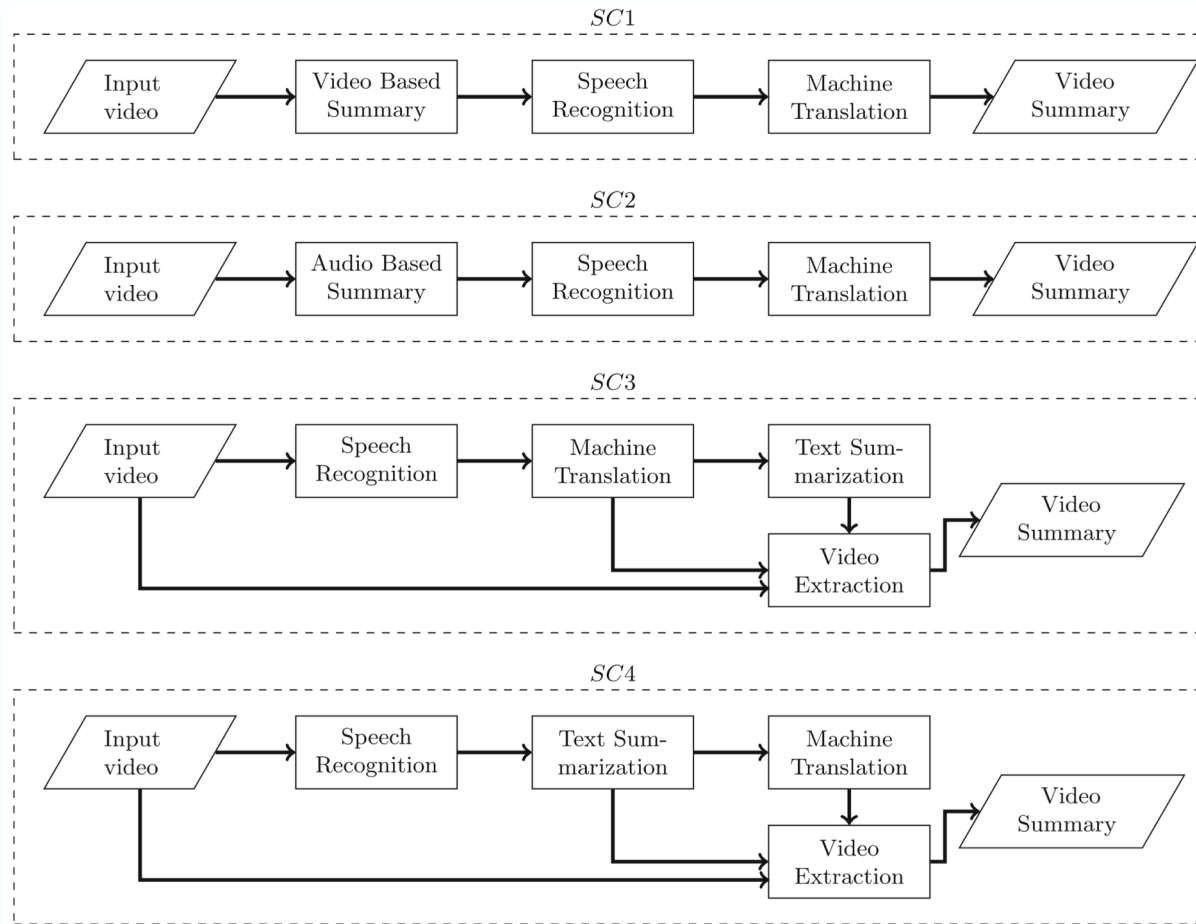 SC1
Input
video
Video Based
Summary
Speech
Recognition
Machine
Translation
Video
Summary
SC2
Input
video
Audio Based
Summary
Speech
Recognition
Machine
Translation
Video
Summary
SC3
Input
video
Speech
Recognition
Machine
Translation
Text Sum-
marization
Video
Extraction
Video
Summary
SC4
Input
video
Speech
Recognition
Text Sum-
marization
Machine
Translation
Video
Extraction
Video
Summary